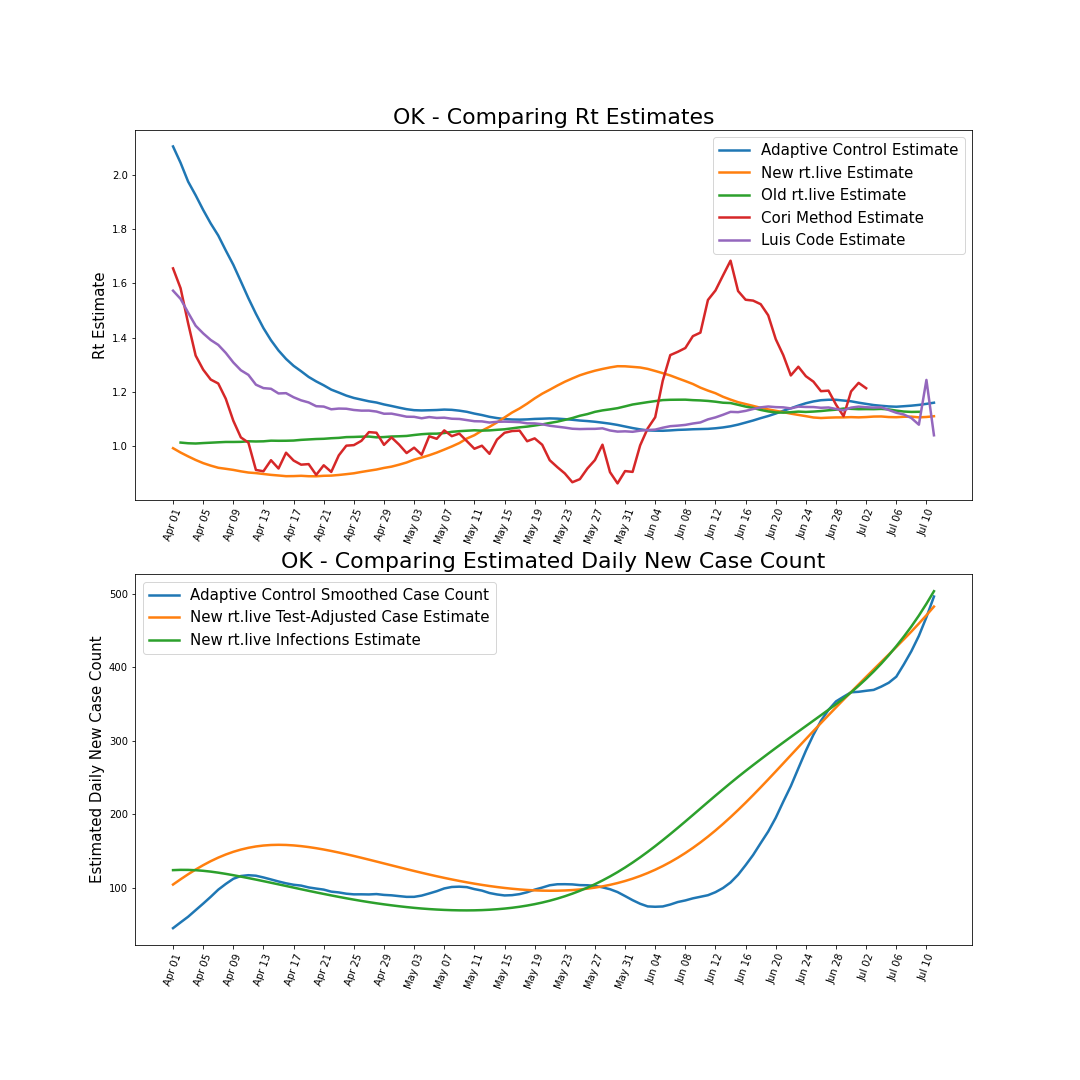 OK - Comparing Rt Estimates
Rt Estimate
2.0
1.8
1.6
1.4
1.2
1.0
Adaptive Control Estimate
New rt.live Estimate
Old rt.live Estimate
Cori Method Estimate
Luis Code Estimate
Apr 01
Apr 05
Apr 09
Apr 13
Apr 17
Apr 21
Apr 25
Apr 29
May 03
May 07
May 11
May 15
May 19
May 23
May 27
May 31
Jun 04
Jun 08
Jun 12
Jun 16
Jun 20
Jun 24
Jun 28
Jul 02
Jul 06
Jul 10
OK - Comparing Estimated Daily New Case Count
Estimated Daily New Case Count
500
400
300
200
100
Adaptive Control Smoothed Case Count
New rt.live Test-Adjusted Case Estimate
New rt.live Infections Estimate
Apr 01
Apr 05
Apr 09
Apr 13
Apr 17
Apr 21
Apr 25
Apr 29
May 03
May 07
May 11
May 15
May 19
May 23
May 27
May 31
Jun 04
Jun 08
Jun 12
Jun 16
Jun 20
Jun 24
Jun 28
Jul 02
Jul 06
Jul 10